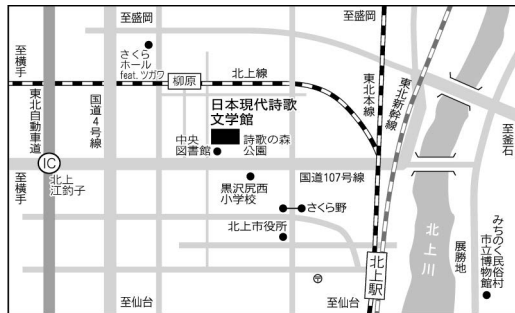 至盛岡
至盛岡
至横手
さくら
ホール
feat.ツガワ
柳原
北上線
東北本線
東北新幹線
至釜石
東北自動車道
国道4号線
日本現代詩歌
文学館
中央
図書館
詩歌の森
公園
IC
北上
江釣子
至横手
黒沢尻西
小学校
国道107号線
さくら野
北上市役所
北上駅
北上川
展勝地
みちのく民俗村
市立博物館
〒
至仙台
至仙台